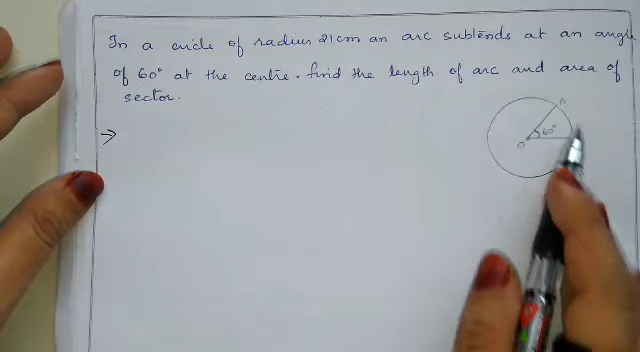 In a circle of radius 21cm an arc subtends at an angle
of 60° at the centre. find the length of arc and area of
sector.
→
A
60°
O